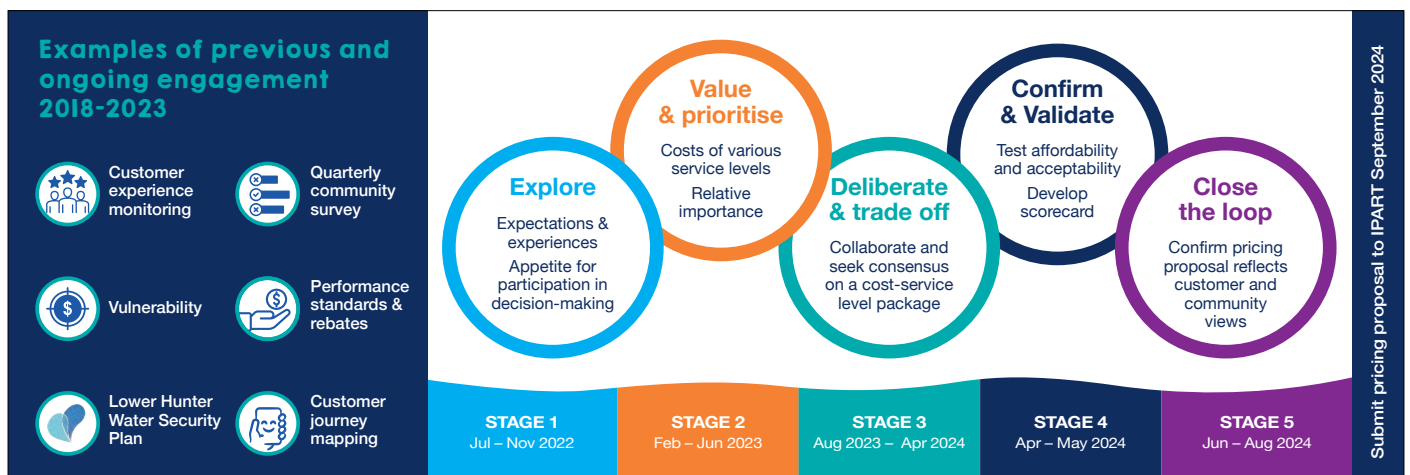 Examples of previous and
ongoing engagement
2018-2023
Customer
experience
monitoring
Quarterly
community
survey
Vulnerability
Performance
standards &
rebates
Lower Hunter
Water Security
Plan
Customer
journey
mapping
Explore
Expectations &
experiences
Appetite for
participation in
decision-making
Value
& prioritise
Costs of various
service levels
Relative
importance
Deliberate
& trade off
Collaborate and
seek consensus
on a cost-service
level package
Confirm
& Validate
Test affordability
and acceptability
Develop
scorecard
Close
the loop
Confirm pricing
proposal reflects
customer and
community
views
STAGE 1
Jul – Nov 2022
STAGE 2
Feb – Jun 2023
STAGE 3
Aug 2023 – Apr 2024
STAGE 4
Apr – May 2024
STAGE 5
Jun – Aug 2024
Submit pricing proposal to IPART September 2024